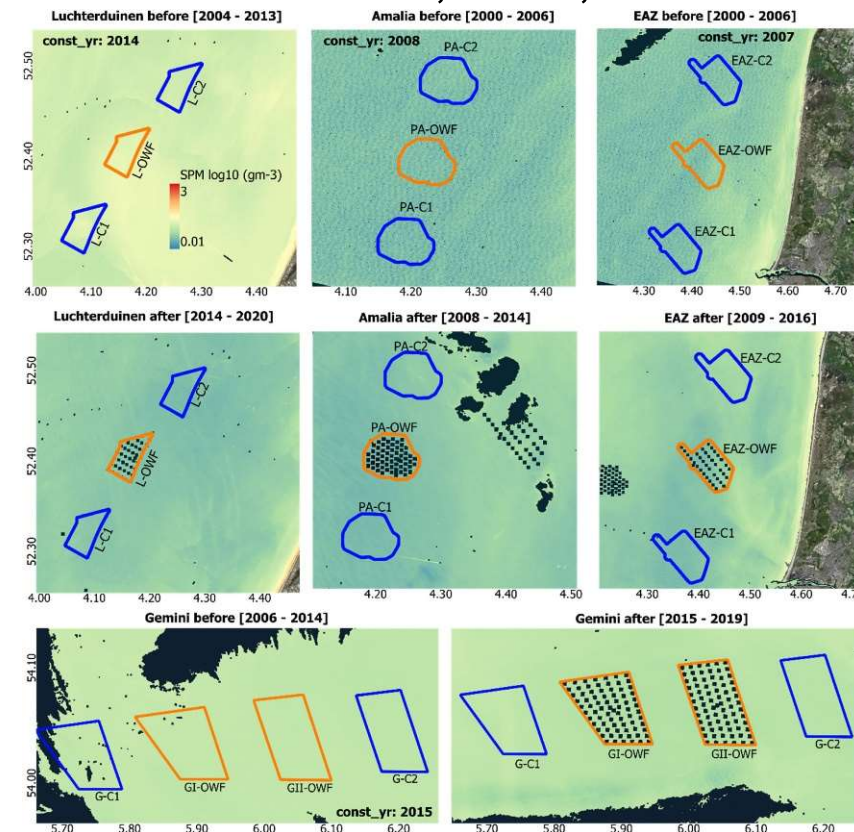 Luchterduinen before [2004 - 2013]
Amalia before [2000 - 2006]
EAZ before [2000 - 2006]
const_yr: 2014
const_yr: 2008
const_yr: 2007
52.50
52.40
52.30
L-C2
L-OWF
L-C1
SPM log10 (gm-3)
3
0.01
PA-C2
PA-OWF
PA-C1
EAZ-C2
EAZ-OWF
EAZ-C1
4.00 4.10 4.20 4.30 4.40
4.10 4.20 4.30 4.40
4.30 4.40 4.50 4.60 4.70
Luchterduinen after [2014 - 2020]
Amalia after [2008 - 2014]
EAZ after [2009 - 2016]
52.50
52.40
52.30
L-C2
L-OWF
L-C1
PA-C2
PA-OWF
PA-C1
EAZ-C2
EAZ-OWF
EAZ-C1
4.00 4.10 4.20 4.30 4.40
4.20 4.30 4.40 4.50
4.30 4.40 4.50 4.60
Gemini before [2006 - 2014]
Gemini after [2015 - 2019]
54.10
54.00
G-C1
GI-OWF
GII-OWF
G-C2
const_yr: 2015
G-C1
GI-OWF
GII-OWF
G-C2
5.70 5.90 6.00 6.10 6.20
5.70 5.90 6.00 6.10 6.20